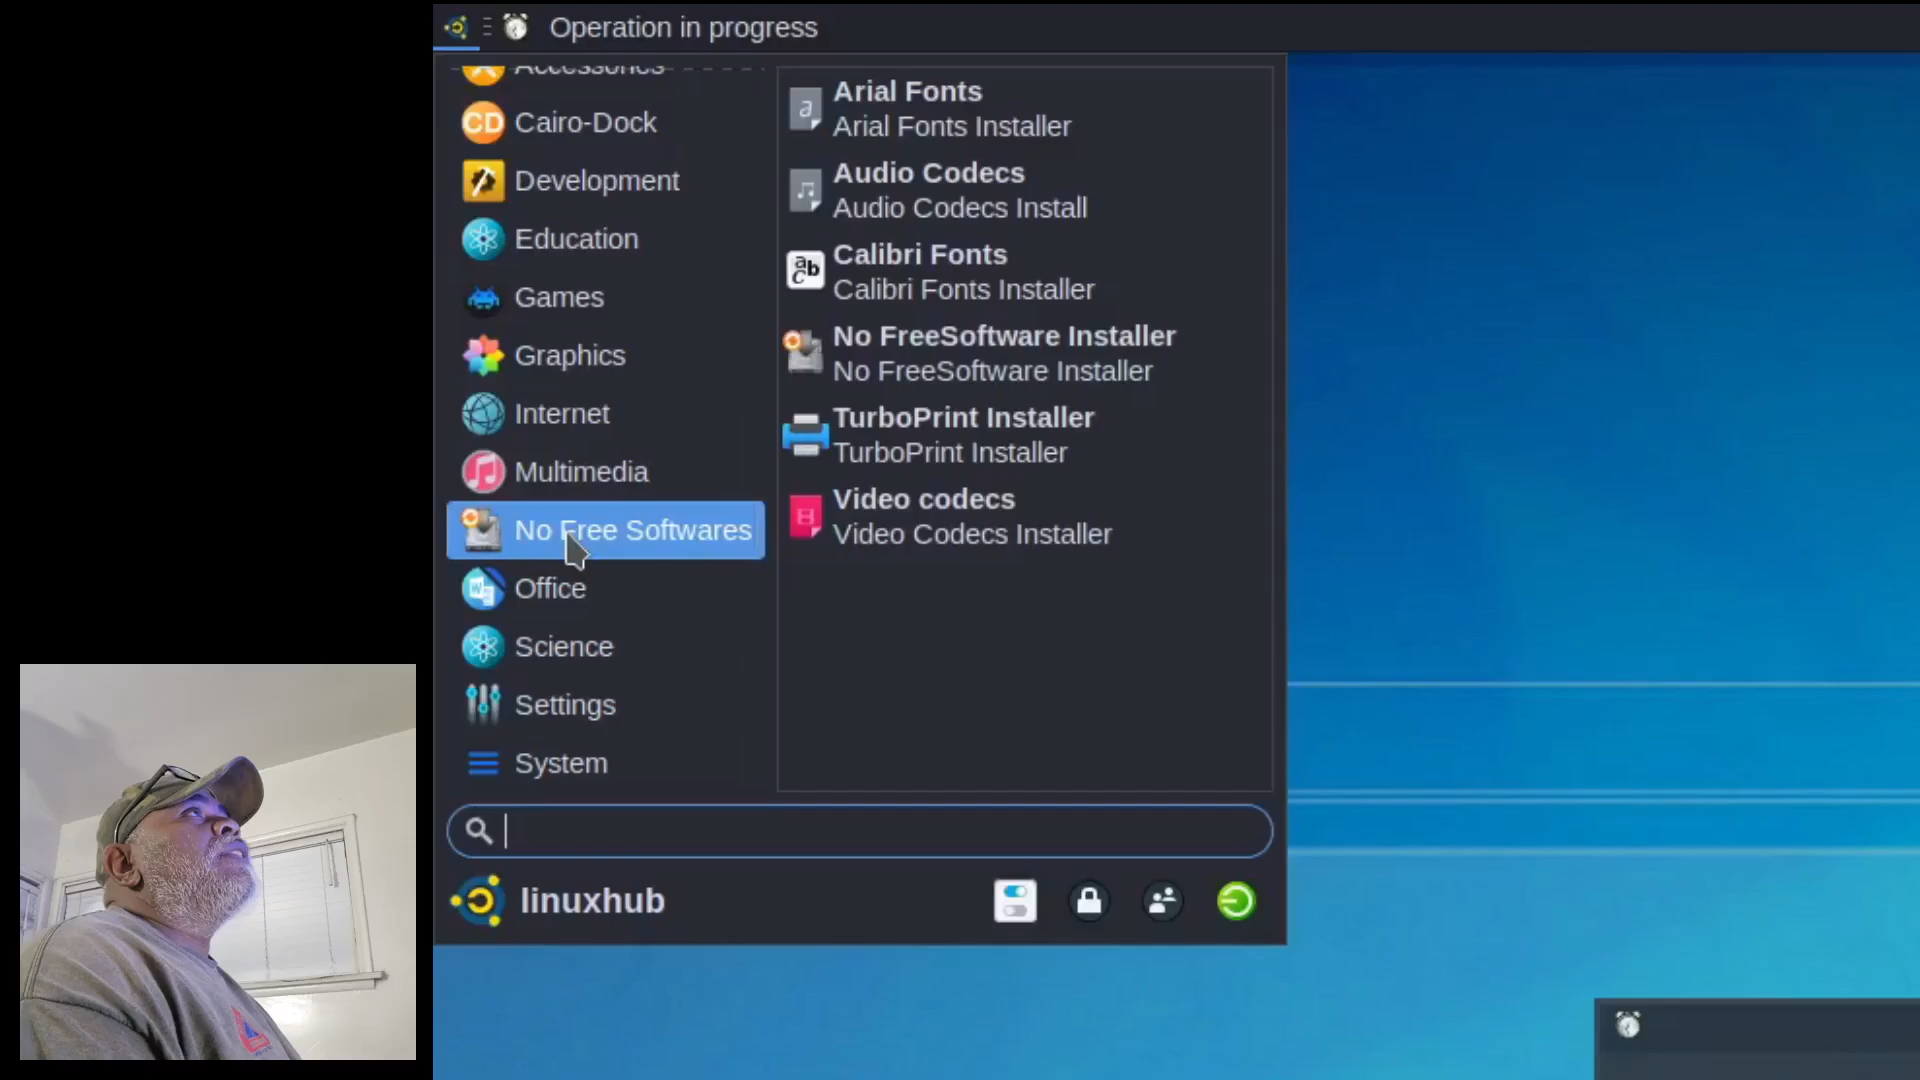 Operation in progress
Accessories
Cairo-Dock
Development
Education
Games
Graphics
Internet
Multimedia
No Free Softwares
Office
Science
Settings
System
Arial Fonts
Arial Fonts Installer
Audio Codecs
Audio Codecs Install
Calibri Fonts
Calibri Fonts Installer
No FreeSoftware Installer
No FreeSoftware Installer
TurboPrint Installer
TurboPrint Installer
Video codecs
Video Codecs Installer
linuxhub